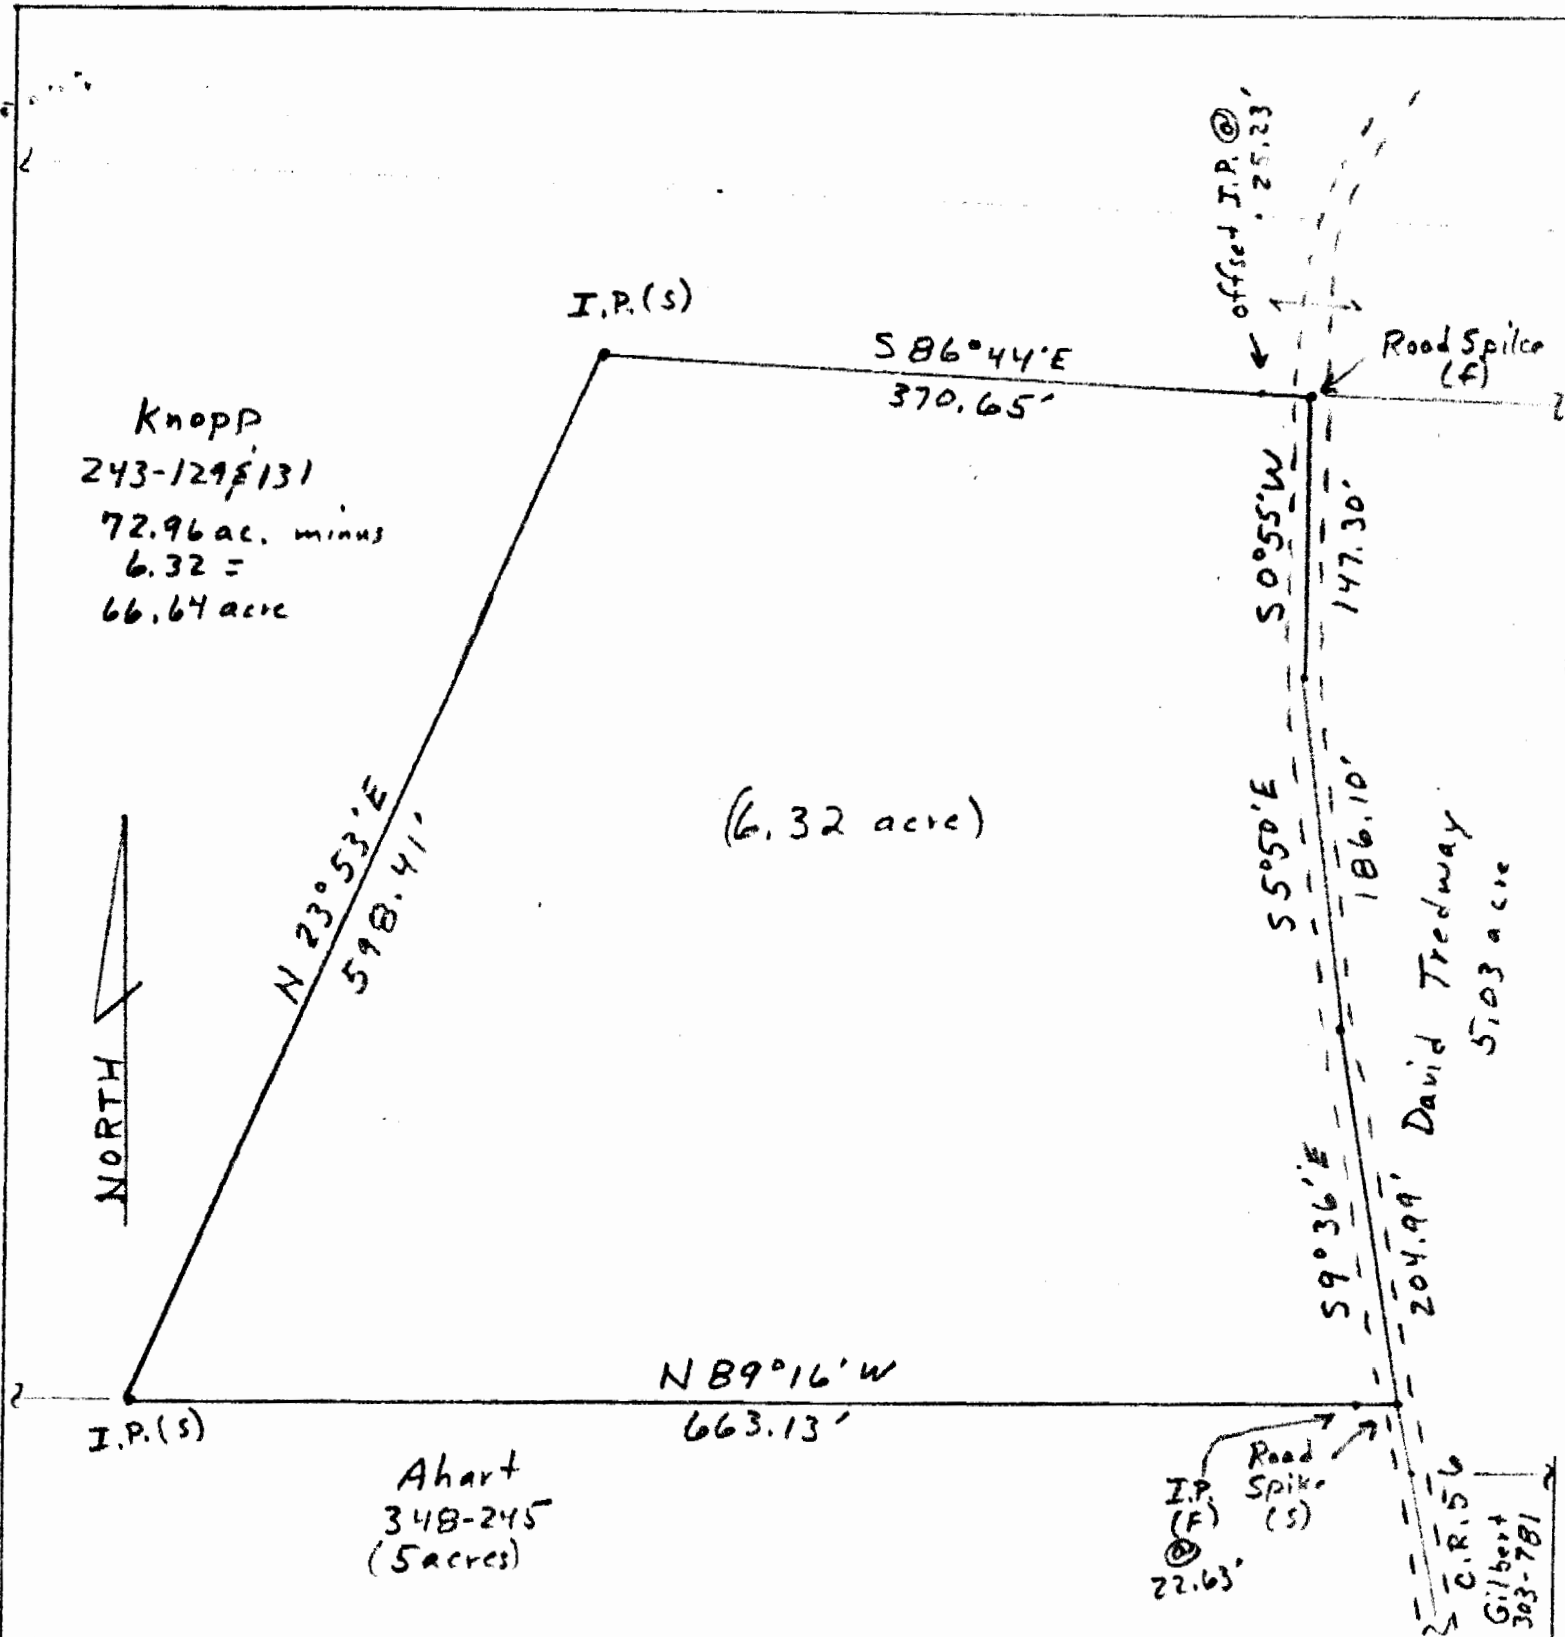 offset I.P. @
25.23'
I.P.(s)
S 86°44'E
370.65'
Road Spike
(f)
Knopp
243-129 & 131
72.96 ac. minus
6.32 =
66.64 acre
S 0°55'W
147.30'
N 23°53'E
598.41'
(6.32 acre)
S 5°50'E
186.10'
David Tredway
5.03 acre
NORTH
S 9°36'E
204.99'
N 89°16'W
663.13'
I.P.(s)
Ahart
348-245
(5 acres)
I.P.
(F)
@
22.63'
Road
Spike
(s)
C.R. 56
Gilbert
303-781